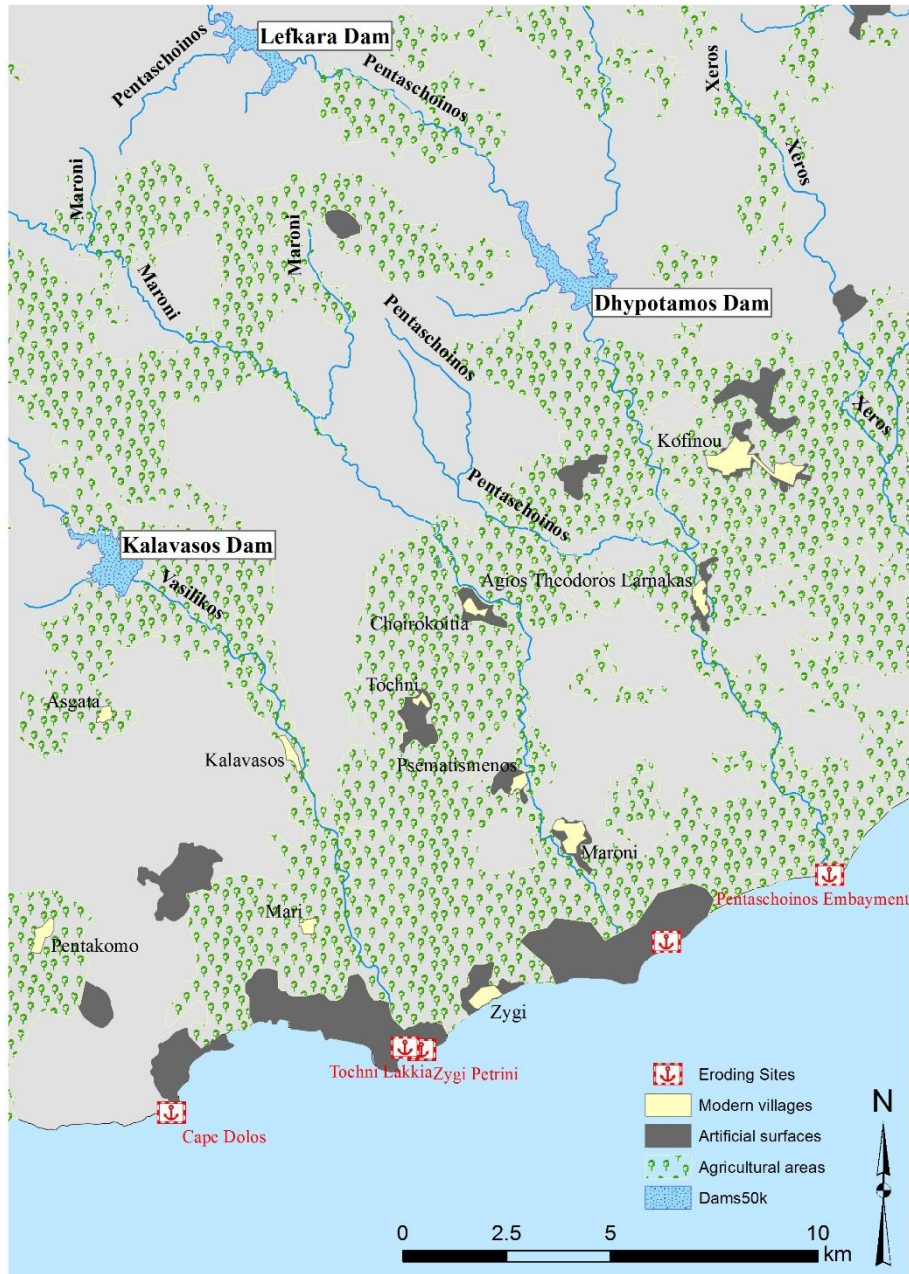 Lefkara Dam
Pentaschoinos
Pentaschoinos
Xeros
Xeros
Maroni
Maroni
Maroni
Dhypotamos Dam
Pentaschoinos
Xeros
Kofinou
Pentaschoinos
Kalavasos Dam
Vasilikos
Agios Theodoros Larnakas
Choirokoitia
Tochni
Asgata
Kalavasos
Psematismenos
Maroni
Pentaschoinos Embayment
Mari
Pentakomo
Zygi
Tochni Lakkia
Zygi Petrini
Cape Dolos
Eroding Sites
Modern villages
Artificial surfaces
Agricultural areas
Dams50k
N
0 2.5 5 10
km